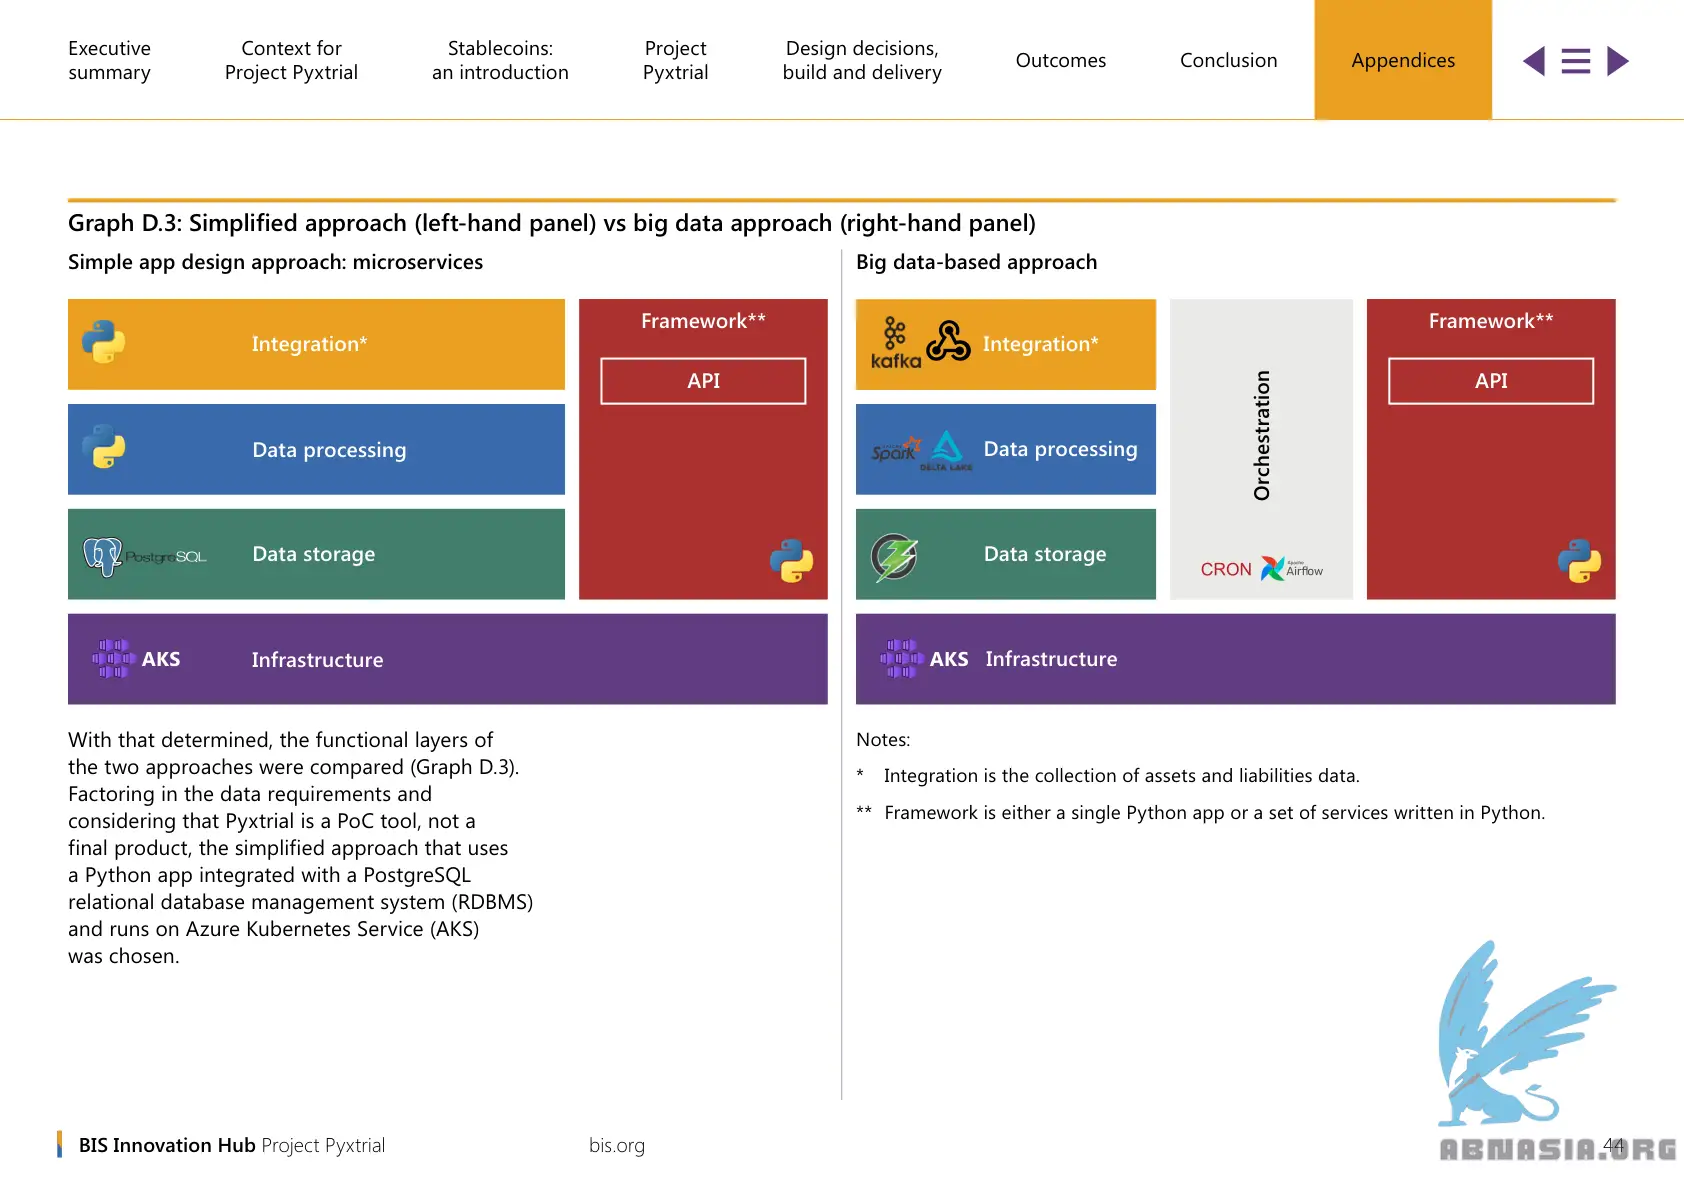 Executive
summary
Context for
Project Pyxtrial
Stablecoins:
an introduction
Project
Pyxtrial
Design decisions,
build and delivery
Outcomes
Conclusion
Appendices
Graph D.3: Simplified approach (left-hand panel) vs big data approach (right-hand panel)
Simple app design approach: microservices
Integration*
Data processing
PostgreSQL
Data storage
Framework**
API
AKS
Infrastructure
With that determined, the functional layers of
the two approaches were compared (Graph D.3).
Factoring in the data requirements and
considering that Pyxtrial is a PoC tool, not a
final product, the simplified approach that uses
a Python app integrated with a PostgreSQL
relational database management system (RDBMS)
and runs on Azure Kubernetes Service (AKS)
was chosen.
Big data-based approach
kafka
Integration*
Spark
DELTA LAKE
Data processing
Data storage
Orchestration
CRON
Apache
Airflow
Framework**
API
AKS
Infrastructure
Notes:
* Integration is the collection of assets and liabilities data.
** Framework is either a single Python app or a set of services written in Python.
BIS Innovation Hub Project Pyxtrial
bis.org
44
ABNASIA.ORG